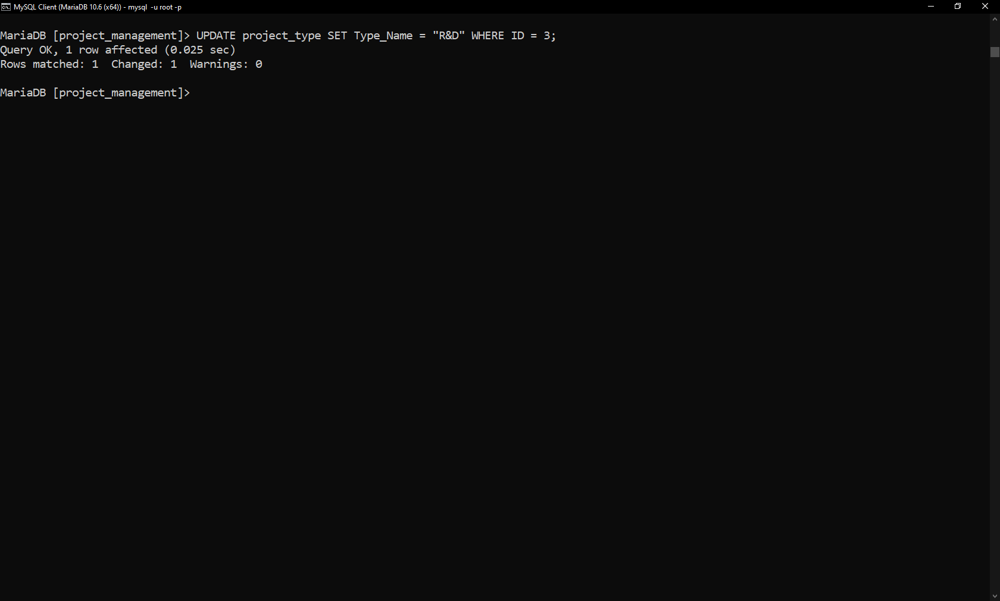 MySQL Client (MariaDB 10.6 (x64)) - mysql  -u root -p
MariaDB [project_management]> UPDATE project_type SET Type_Name = "R&D" WHERE ID = 3;
Query OK, 1 row affected (0.025 sec)
Rows matched: 1  Changed: 1  Warnings: 0
MariaDB [project_management]>